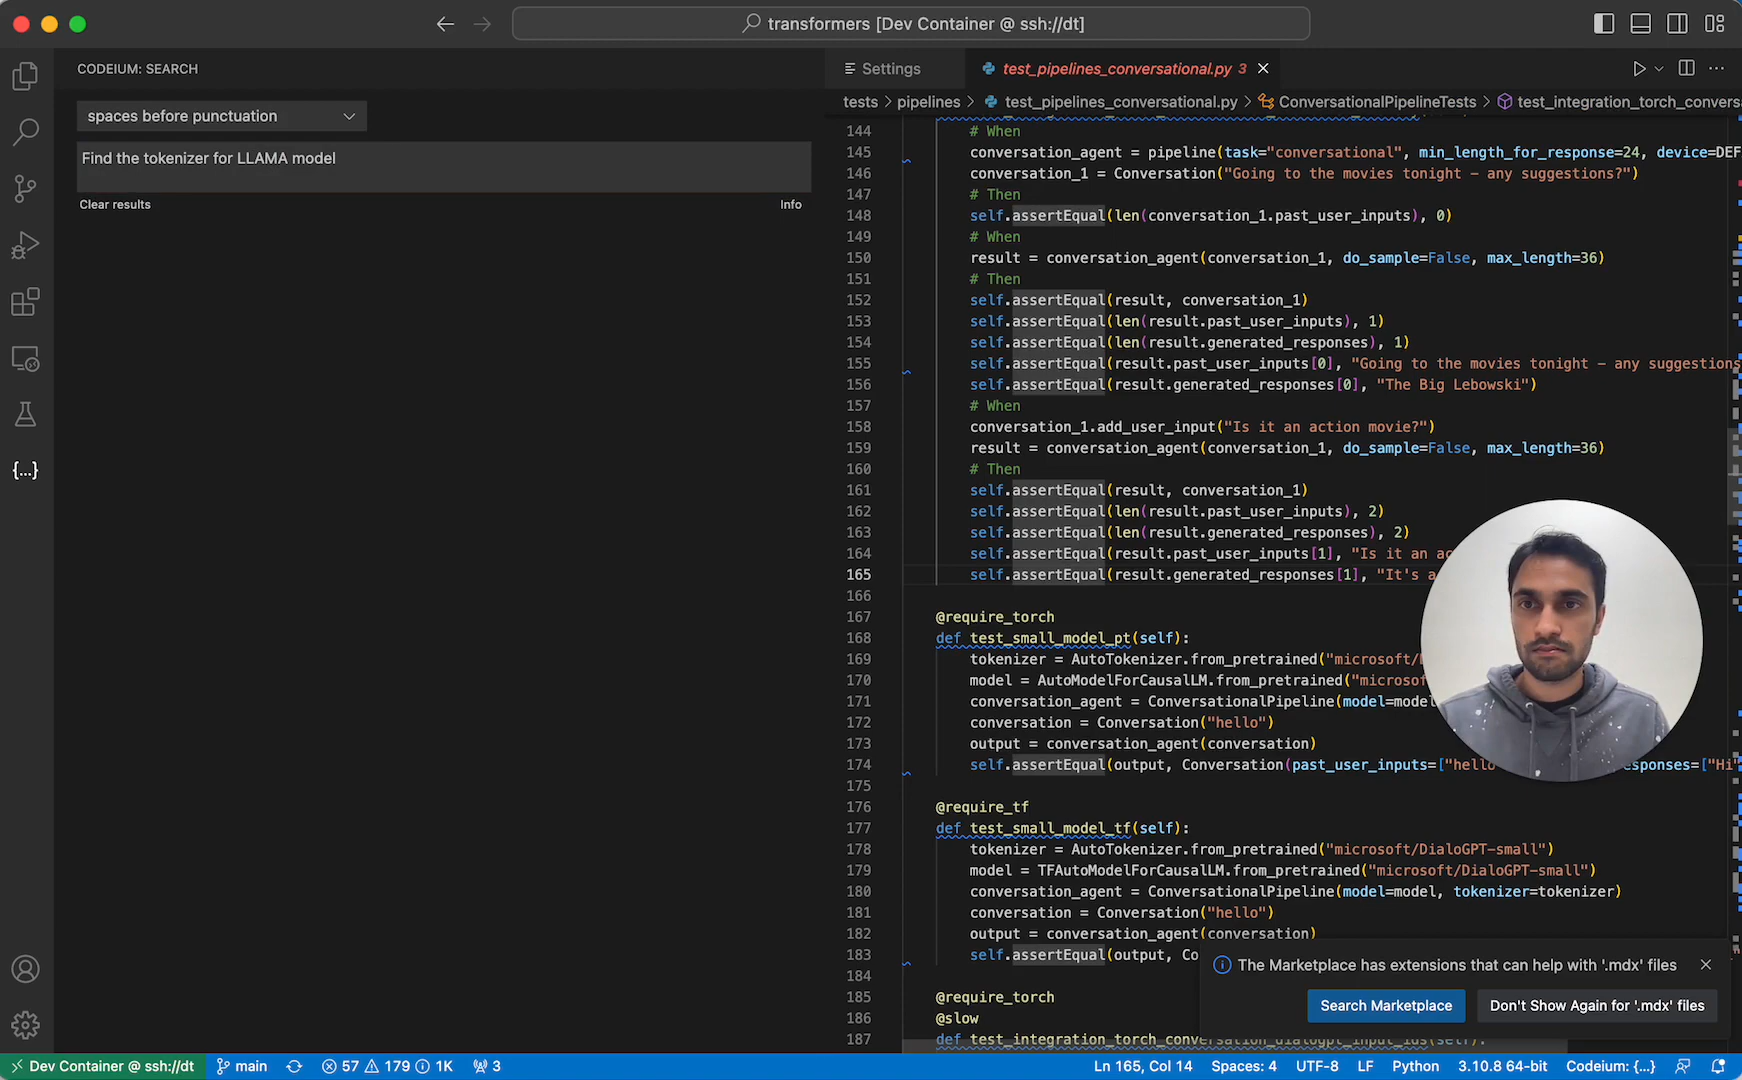 transformers [Dev Container @ ssh://dt]
CODEIUM: SEARCH
spaces before punctuation
Find the tokenizer for LLAMA model
Clear results
Info
Settings
test_pipelines_conversational.py 3
tests > pipelines > test_pipelines_conversational.py > ConversationalPipelineTests > test_integration_torch_convers
144 # When
145 conversation_agent = pipeline(task="conversational", min_length_for_response=24, device=DEF
146 conversation_1 = Conversation("Going to the movies tonight - any suggestions?")
147 # Then
148 self.assertEqual(len(conversation_1.past_user_inputs), 0)
149 # When
150 result = conversation_agent(conversation_1, do_sample=False, max_length=36)
151 # Then
152 self.assertEqual(result, conversation_1)
153 self.assertEqual(len(result.past_user_inputs), 1)
154 self.assertEqual(len(result.generated_responses), 1)
155 self.assertEqual(result.past_user_inputs[0], "Going to the movies tonight - any suggestions
156 self.assertEqual(result.generated_responses[0], "The Big Lebowski")
157 # When
158 conversation_1.add_user_input("Is it an action movie?")
159 result = conversation_agent(conversation_1, do_sample=False, max_length=36)
160 # Then
161 self.assertEqual(result, conversation_1)
162 self.assertEqual(len(result.past_user_inputs), 2)
163 self.assertEqual(len(result.generated_responses), 2)
164 self.assertEqual(result.past_user_inputs[1], "Is it an ac
165 self.assertEqual(result.generated_responses[1], "It's a
166
167 @require_torch
168 def test_small_model_pt(self):
169 tokenizer = AutoTokenizer.from_pretrained("microsoft/
170 model = AutoModelForCausalLM.from_pretrained("microsof
171 conversation_agent = ConversationalPipeline(model=model
172 conversation = Conversation("hello")
173 output = conversation_agent(conversation)
174 self.assertEqual(output, Conversation(past_user_inputs=["hello esponses=["Hi"
175
176 @require_tf
177 def test_small_model_tf(self):
178 tokenizer = AutoTokenizer.from_pretrained("microsoft/DialoGPT-small")
179 model = TFAutoModelForCausalLM.from_pretrained("microsoft/DialoGPT-small")
180 conversation_agent = ConversationalPipeline(model=model, tokenizer=tokenizer)
181 conversation = Conversation("hello")
182 output = conversation_agent(conversation)
183 self.assertEqual(output, Co
184
185 @require_torch
186 @slow
187 def test_integration_torch_conversation_dialogpt_input_ids(self):
The Marketplace has extensions that can help with '.mdx' files
Search Marketplace
Don't Show Again for '.mdx' files
Dev Container @ ssh://dt main 57 179 1K 3 Ln 165, Col 14 Spaces: 4 UTF-8 LF Python 3.10.8 64-bit Codeium: {...}